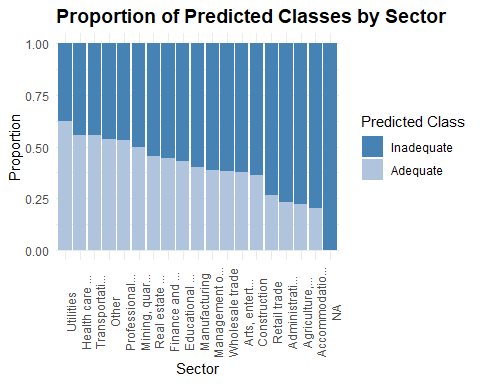 Proportion of Predicted Classes by Sector
1.00
0.75
0.50
0.25
0.00
Proportion
Utilities
Health care ...
Transportati...
Other
Professional...
Mining, quar...
Real estate ...
Finance and ...
Educational ...
Manufacturing
Management o...
Wholesale trade
Arts, entert...
Construction
Retail trade
Administrati...
Agriculture,...
Accommodatio...
NA
Sector
Predicted Class
Inadequate
Adequate